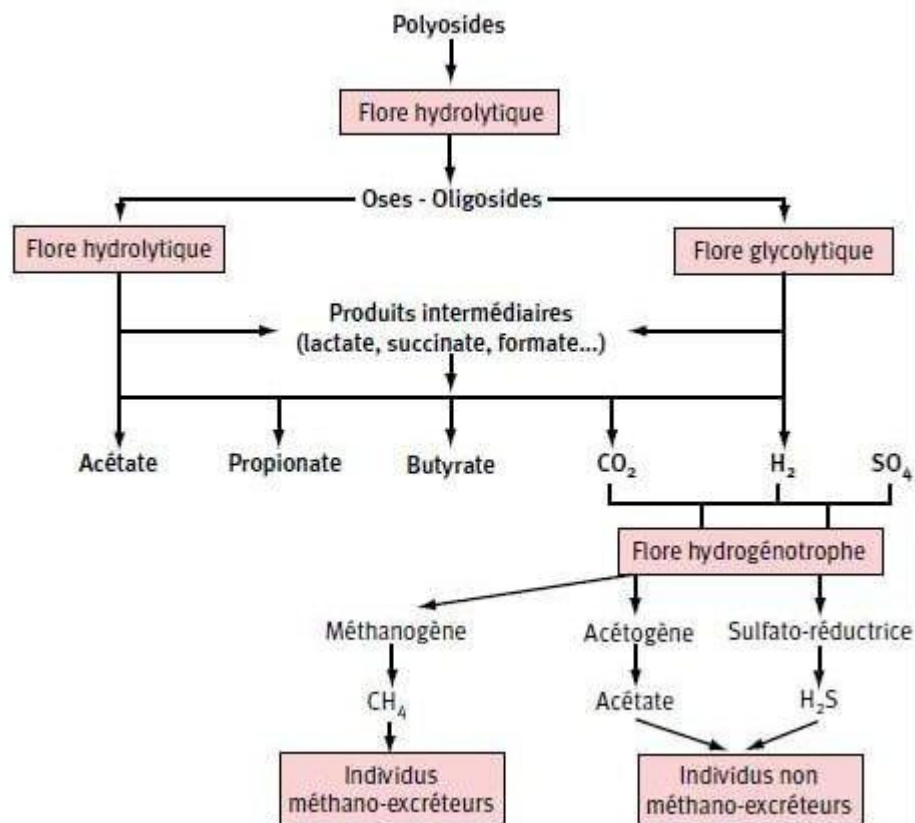 Polyosides
Flore hydrolytique
Oses - Oligosides
Flore hydrolytique
Flore glycolytique
Produits intermédiaires
(lactate, succinate, formate...)
Acétate
Propionate
Butyrate
CO₂
H₂
SO₄
Flore hydrogénotrophe
Méthanogène
Acétogène
Sulfato-réductrice
CH₄
Acétate
H₂S
Individus
méthano-excréteurs
Individus non
méthano-excréteurs